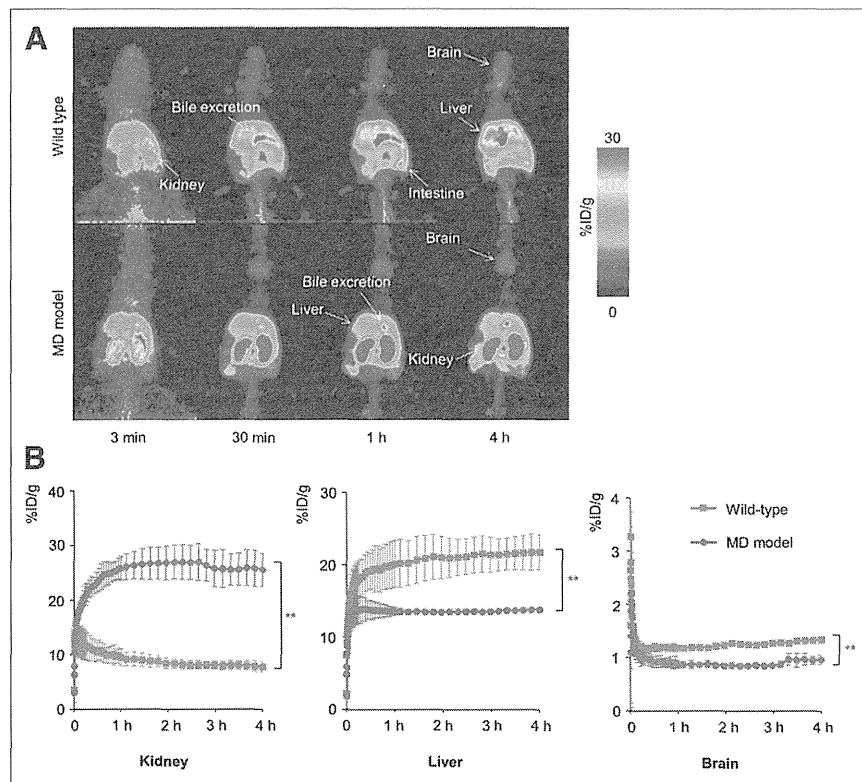 A
Wild type
Brain
Bile excretion
Liver
Kidney
Intestine
30
%ID/g
0
MD model
Brain
Bile excretion
Liver
Kidney
3 min 30 min 1 h 4 h
B
%ID/g
40
30
20
10
0
0 1 h 2 h 3 h 4 h
**
Kidney
%ID/g
30
20
10
0
0 1 h 2 h 3 h 4 h
**
Liver
%ID/g
4
3
2
1
0
0 1 h 2 h 3 h 4 h
**
Wild-type
MD model
Brain